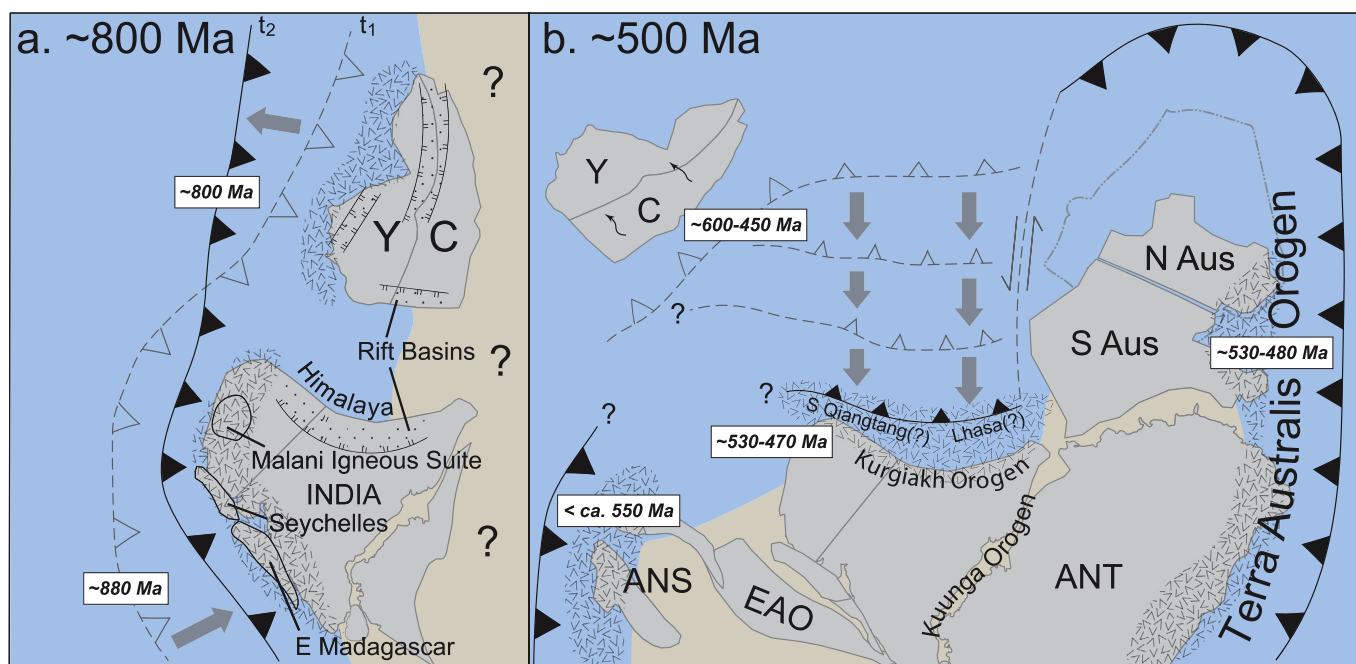 a. ~800 Ma
t2
t1
?
~800 Ma
Y
C
Rift Basins
?
Himalaya
Malani Igneous Suite
INDIA
Seychelles
?
~880 Ma
E Madagascar
b. ~500 Ma
Y
C
~600-450 Ma
N Aus
?
S Aus
~530-480 Ma
Terra Australis Orogen
?
?
S Qiangtang(?)
Lhasa(?)
~530-470 Ma
Kurgiakh Orogen
< ca. 550 Ma
ANS
EAO
Kuunga Orogen
ANT